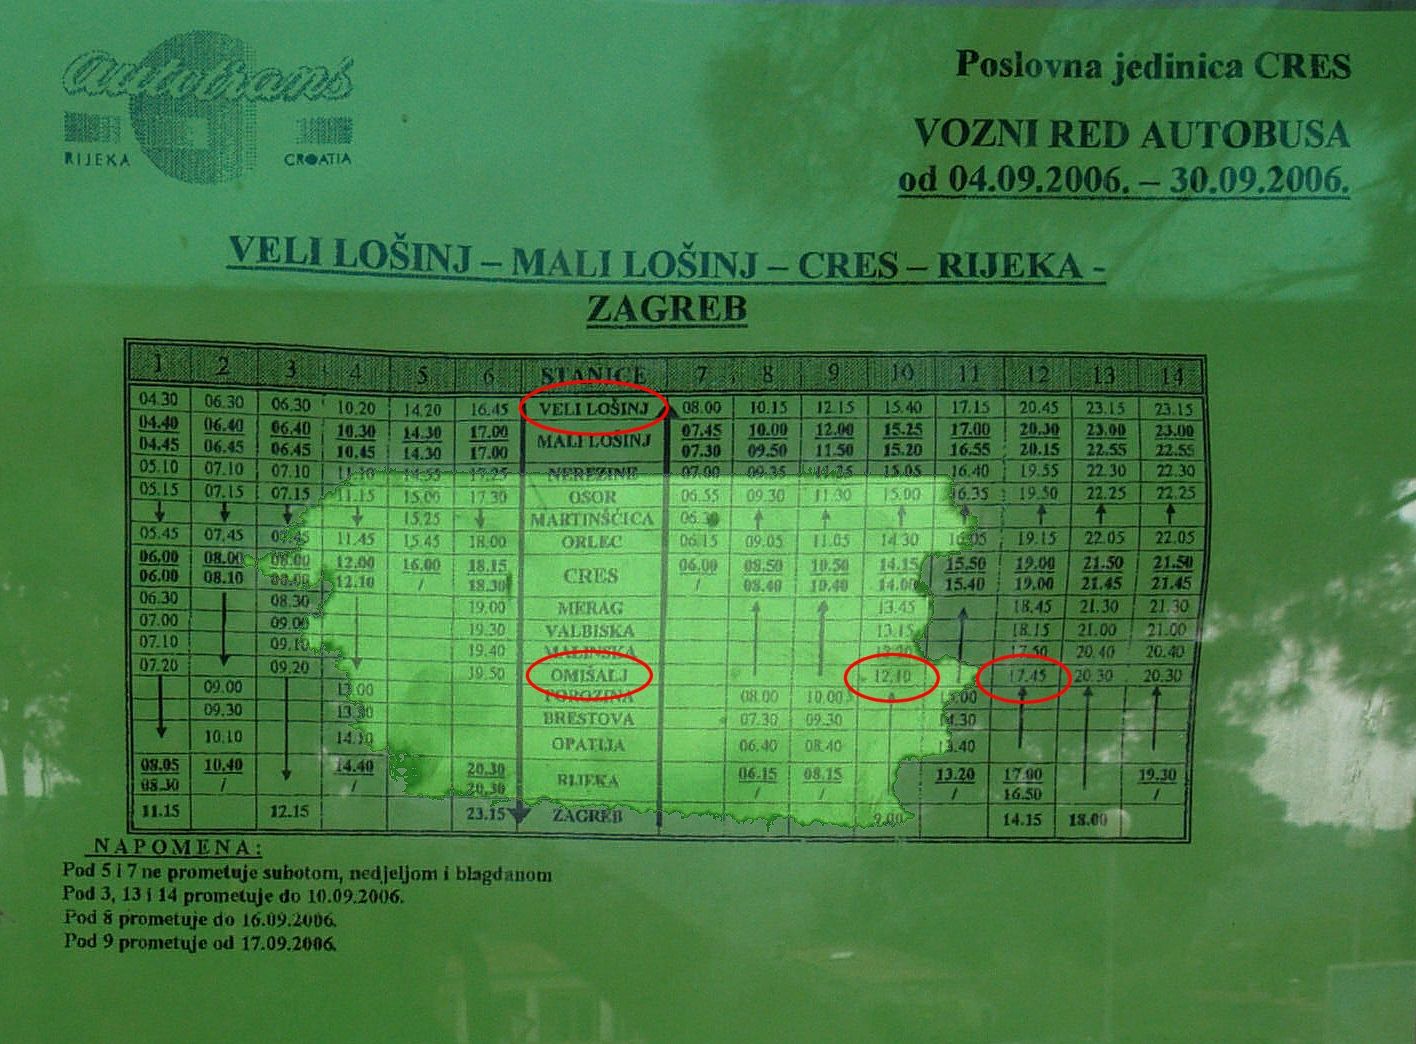 autotrans
RIJEKA CROATIA
Poslovna jedinica CRES
VOZNI RED AUTOBUSA
od 04.09.2006. – 30.09.2006.
VELI LOŠINJ – MALI LOŠINJ – CRES – RIJEKA -
ZAGREB
1 2 3 4 5 6 STANICE 7 8 9 10 11 12 13 14
04.30 06.30 06.30 10.20 14.20 16.45 VELI LOŠINJ 08.00 10.15 12.15 15.40 17.15 20.45 23.15 23.15
04.40 06.40 06.40 10.30 14.30 17.00 MALI LOŠINJ 07.45 10.00 12.00 15.25 17.00 20.30 23.00 23.00
04.45 06.45 06.45 10.45 14.30 17.00 07.30 09.50 11.50 15.20 16.55 20.15 22.55 22.55
05.10 07.10 07.10 11.10 14.55 17.25 NEREZINE 07.00 09.35 15.05 16.40 19.55 22.30 22.30
05.15 07.15 07.15 11.15 15.00 17.30 OSOR 06.55 09.30 11.30 15.00 16.35 19.50 22.25 22.25
↓ ↓ ↓ ↓ 15.25 ↓ MARTINŠĆICA ↑ ↑ ↑ ↑ ↑ ↑ ↑
05.45 07.45 07.45 11.45 15.45 18.00 ORLEC 06.15 09.05 11.05 14.30 16.05 19.15 22.05 22.05
06.00 08.00 08.00 12.00 16.00 18.15 CRES 06.00 08.50 10.50 14.15 15.50 19.00 21.50 21.50
06.00 08.10 08.00 12.10 / 18.30 / 08.40 10.40 14.00 15.40 19.00 21.45 21.45
06.30 08.30 19.00 MERAG 13.45 18.45 21.30 21.30
07.00 09.00 19.30 VALBISKA 13.15 18.15 21.00 21.00
07.10 09.10 19.40 MALINSKA 17.50 20.40 20.40
07.20 09.20 19.50 OMIŠALJ 12.10 17.45 20.30 20.30
09.00 13.00 POROZINA 08.00 10.00 15.00
09.30 13.30 BRESTOVA 07.30 09.30 14.30
10.10 14.10 OPATIJA 06.40 08.40 13.40
08.05 10.40 14.40 20.30 RIJEKA 06.15 08.15 13.20 17.00 19.30
08.30 / / 20.30 / / / 16.50 /
11.15 12.15 23.15 ZAGREB 9.00 14.15 18.00
NAPOMENA:
Pod 5 i 7 ne prometuje subotom, nedjeljom i blagdanom
Pod 3, 13 i 14 prometuje do 10.09.2006.
Pod 8 prometuje do 16.09.2006.
Pod 9 prometuje od 17.09.2006.